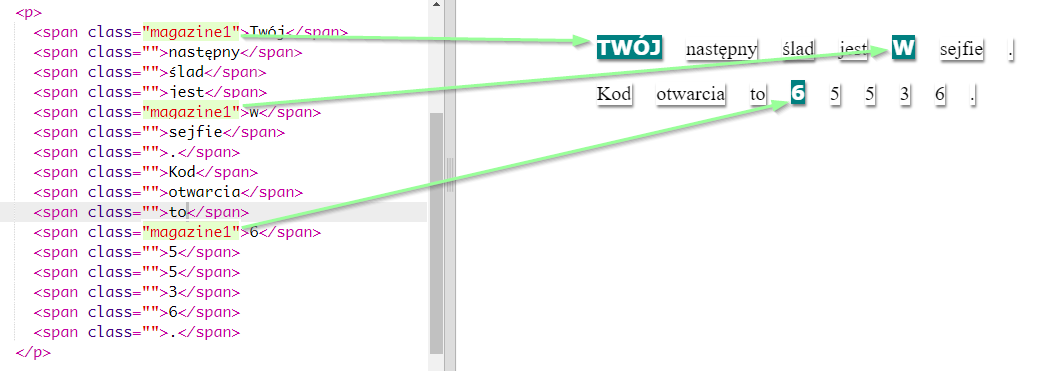 <p>
<span class="magazine1">Twój</span>
<span class="">następny</span>
<span class="">ślad</span>
<span class="">jest</span>
<span class="magazine1">w</span>
<span class="">sejfie</span>
<span class="">.</span>
<span class="">Kod</span>
<span class="">otwarcia</span>
<span class="">to</span>
<span class="magazine1">6</span>
<span class="">5</span>
<span class="">5</span>
<span class="">3</span>
<span class="">6</span>
<span class="">.</span>
</p>
TWÓJ następny ślad jest W sejfie .
Kod otwarcia to 6 5 5 3 6 .